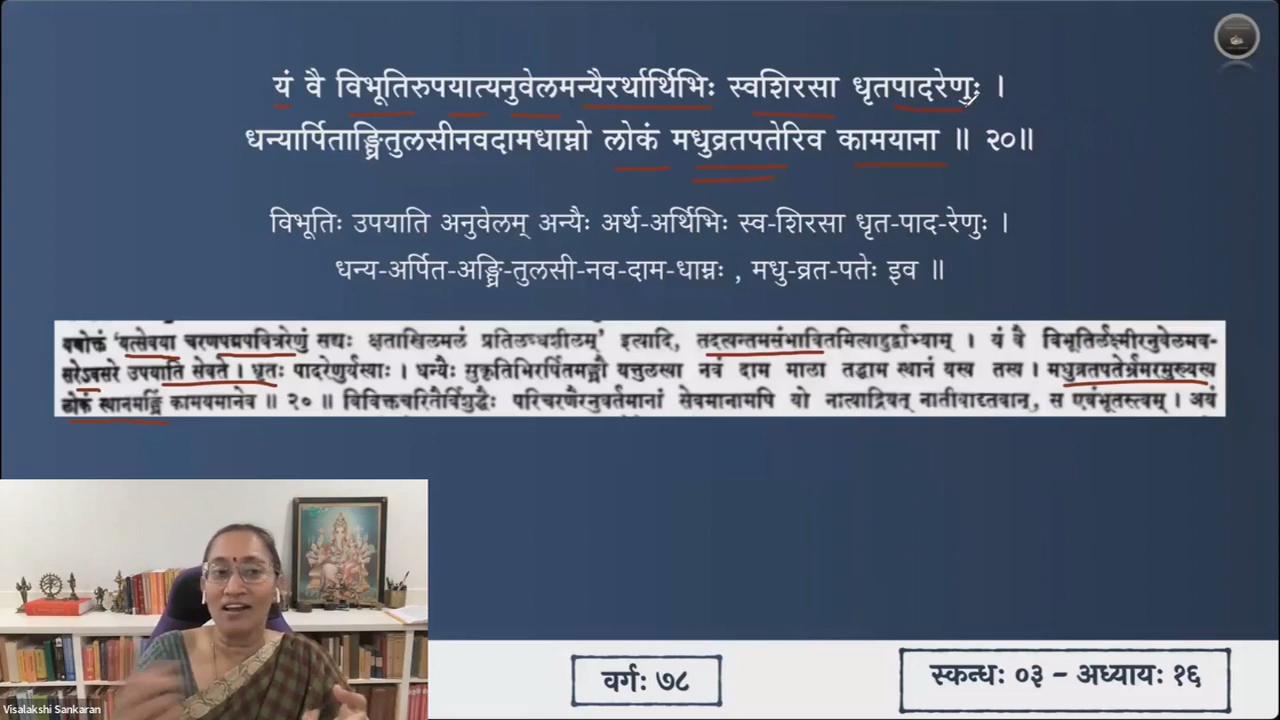 यं वै विभूतिरुपयात्यनुवेलमन्यैरर्थार्थिभिः स्वशिरसा धृतपादरेणुः ।
धन्यार्पिताङ्घ्रितुलसीनवदामधाम्नो लोकं मधुव्रतपतेरिव कामयाना ॥ २०॥
विभूतिः उपयाति अनुवेलम् अन्यैः अर्थ-अर्थिभिः स्व-शिरसा धृत-पाद-रेणुः ।
धन्य-अर्पित-अङ्घ्रि-तुलसी-नव-दाम-धाम्नः , मधु-व्रत-पतेः इव ॥
यथोक्तं 'यत्सेवया चरणपद्मपवित्ररेणुं सद्यः क्षताखिलमलं प्रतिलब्धशीलम्' इत्यादि, तदत्यन्तमसंभावितमित्याहुर्द्वाभ्याम् । यं वै विभूतिर्लक्ष्मीरनुवेलमव-
सरेऽवसरे उपयाति सेवते । धृतः पादरेणुर्यस्याः । धन्यैः सुकृतिभिरर्पितमङ्घ्रौ यत्तुलस्या नवं दाम माला तद्धाम स्थानं यस्य तस्य । मधुव्रतपतेर्भ्रमरमुख्यस्य
लोकं स्थानमङ्घ्रिं कामयमानेव ॥ २० ॥ विविक्तचरितैर्विशुद्धैः परिचरणैरनुवर्तमानां सेवमानामपि यो नात्याद्रियत् नातीवादृतवान्, स एवंभूतस्त्वम् । अयं
Visalakshi Sankaran
वर्गः ७८
स्कन्धः ०३ – अध्यायः १६